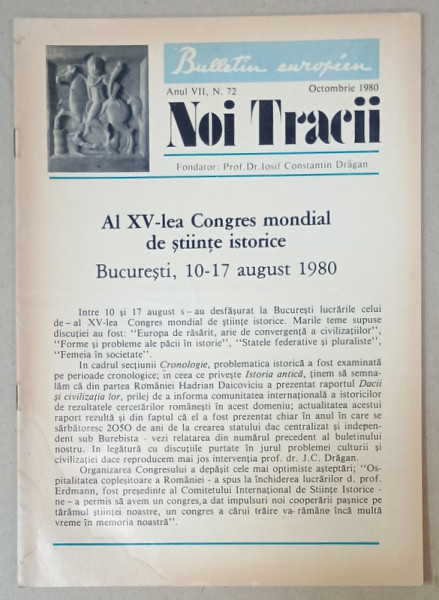 Bulletin européen
Anul VII, N. 72 Octombrie 1980
Noi Tracii
Fondator: Prof. Dr. Iosif Constantin Drăgan
Al XV-lea Congres mondial
de științe istorice
București, 10-17 august 1980
Intre 10 și 17 august s-au desfășurat la București lucrările celui
de-al XV-lea Congres mondial de științe istorice. Marile teme supuse
discuției au fost: ‘‘Europa de răsărit, arie de convergență a civilizațiilor’’,
‘‘Forme și probleme ale păcii în istorie’’, ‘‘Statele federative și pluraliste’’,
‘‘Femeia în societate’’.
In cadrul secțiunii Cronologie, problematica istorică a fost examinată
pe perioade cronologice; în ceea ce privește Istoria antică, ținem să semna-
lăm că din partea României Hadrian Daicoviciu a prezentat raportul Dacii
și civilizația lor, prilej de a informa comunitatea internațională a istoricilor
de rezultatele cercetărilor românești în acest domeniu; actualitatea acestui
raport rezultă și din faptul că el a fost prezentat chiar în anul în care se
sărbătoresc 2050 de ani de la crearea statului dac centralizat și indepen-
dent sub Burebista - vezi relatarea din numărul precedent al buletinului
nostru. In legătură cu discuțiile purtate în jurul problemei culturii și
civilizației dace reproducem mai jos intervenția prof. dr. J.C. Drăgan.
Organizarea Congresului a depășit cele mai optimiste așteptări; ‘‘Os-
pitalitatea copleșitoare a României - a spus la închiderea lucrărilor d. prof.
Erdmann, fost președinte al Comitetului Internațional de Stiințe Istorice -
ne-a permis să avem un congres, a dat impulsuri noi cooperării pașnice pe
tărâmul științei noastre, un congres a cărui trăire va-rămâne încă multă
vreme în memoria noastră’’.